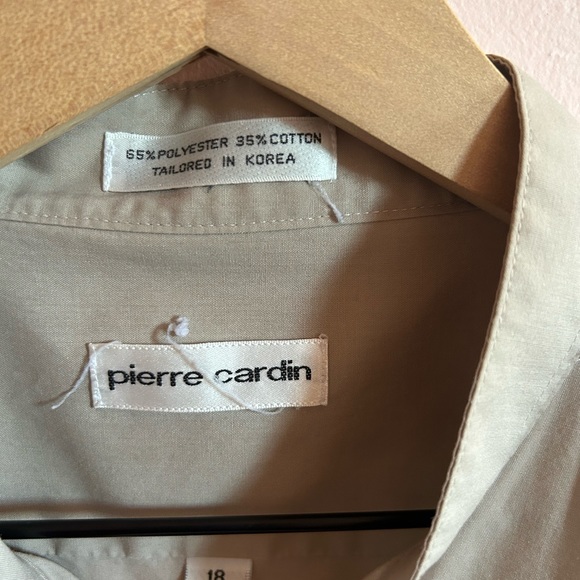 65% POLYESTER 35% COTTON
TAILORED IN KOREA
pierre cardin
18